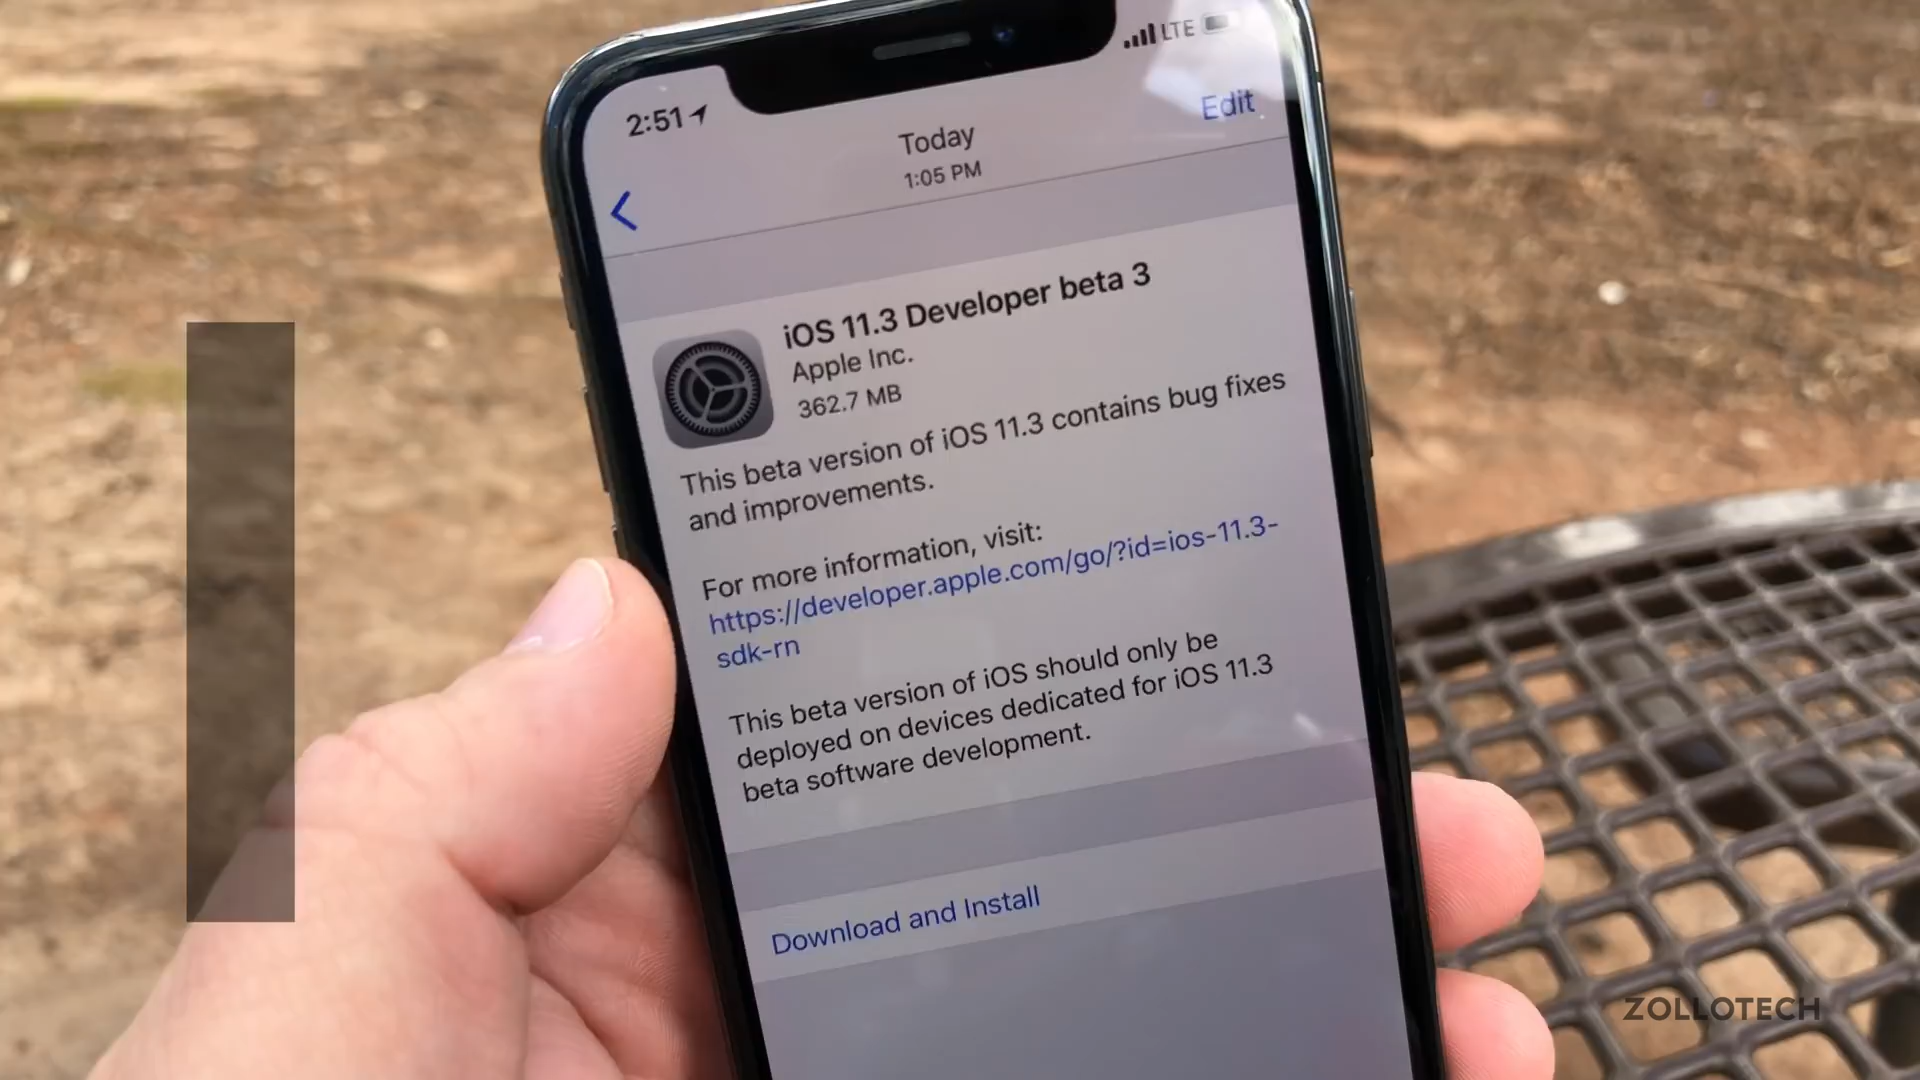 2:51
LTE
Today
Edit
1:05 PM
iOS 11.3 Developer beta 3
Apple Inc.
362.7 MB
This beta version of iOS 11.3 contains bug fixes
and improvements.
For more information, visit:
https://developer.apple.com/go/?id=ios-11.3-
sdk-rn
This beta version of iOS should only be
deployed on devices dedicated for iOS 11.3
beta software development.
Download and Install
ZOLLOTECH